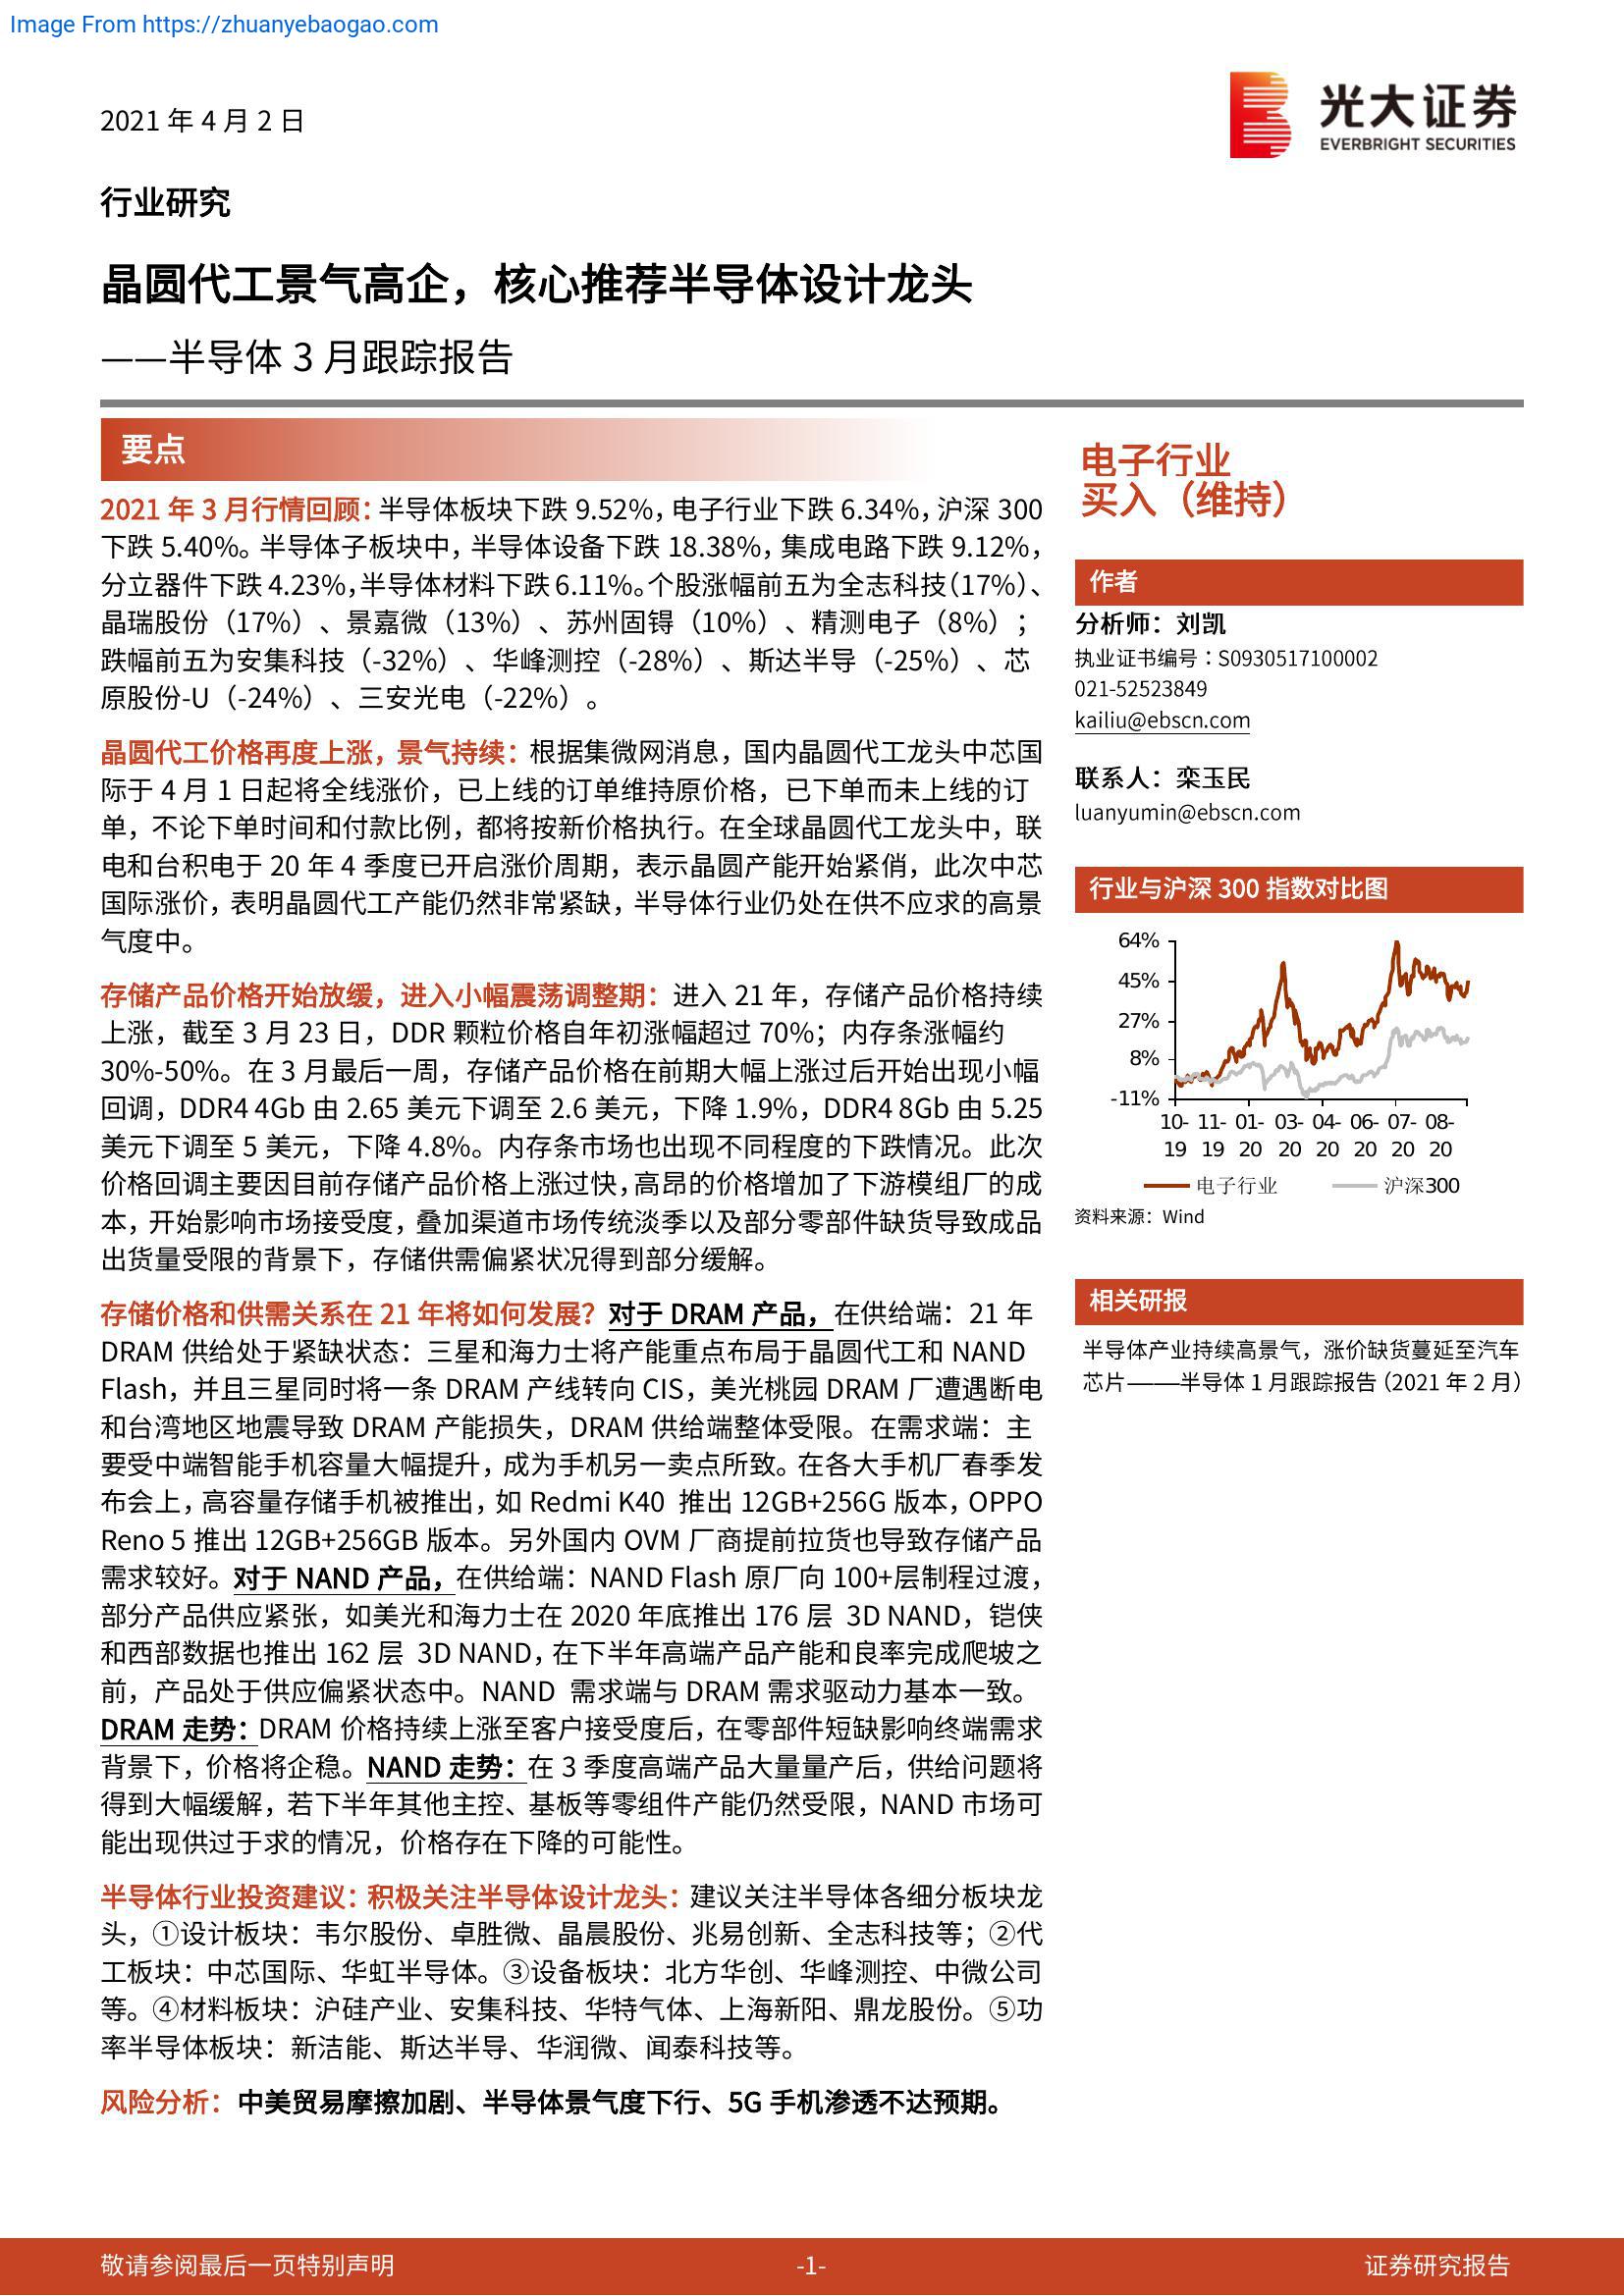 Image From https://zhuanyebaogao.com
2021 年 4 月 2 日
光大证券
EVERBRIGHT SECURITIES
行业研究
晶圆代工景气高企，核心推荐半导体设计龙头
——半导体 3 月跟踪报告
要点
2021 年 3 月行情回顾：半导体板块下跌 9.52%，电子行业下跌 6.34%，沪深 300
下跌 5.40%。半导体子板块中，半导体设备下跌 18.38%，集成电路下跌 9.12%，
分立器件下跌 4.23%，半导体材料下跌 6.11%。个股涨幅前五为全志科技（17%）、
晶瑞股份（17%）、景嘉微（13%）、苏州固锝（10%）、精测电子（8%）；
跌幅前五为安集科技（-32%）、华峰测控（-28%）、斯达半导（-25%）、芯
原股份-U（-24%）、三安光电（-22%）。
晶圆代工价格再度上涨，景气持续：根据集微网消息，国内晶圆代工龙头中芯国
际于 4 月 1 日起将全线涨价，已上线的订单维持原价格，已下单而未上线的订
单，不论下单时间和付款比例，都将按新价格执行。在全球晶圆代工龙头中，联
电和台积电于 20 年 4 季度已开启涨价周期，表示晶圆产能开始紧俏，此次中芯
国际涨价，表明晶圆代工产能仍然非常紧缺，半导体行业仍处在供不应求的高景
气度中。
存储产品价格开始放缓，进入小幅震荡调整期：进入 21 年，存储产品价格持续
上涨，截至 3 月 23 日，DDR 颗粒价格自年初涨幅超过 70%；内存条涨幅约
30%-50%。在 3 月最后一周，存储产品价格在前期大幅上涨过后开始出现小幅
回调，DDR4 4Gb 由 2.65 美元下调至 2.6 美元，下降 1.9%，DDR4 8Gb 由 5.25
美元下调至 5 美元，下降 4.8%。内存条市场也出现不同程度的下跌情况。此次
价格回调主要因目前存储产品价格上涨过快，高昂的价格增加了下游模组厂的成
本，开始影响市场接受度，叠加渠道市场传统淡季以及部分零部件缺货导致成品
出货量受限的背景下，存储供需偏紧状况得到部分缓解。
存储价格和供需关系在 21 年将如何发展？对于 DRAM 产品，在供给端：21 年
DRAM 供给处于紧缺状态：三星和海力士将产能重点布局于晶圆代工和 NAND
Flash，并且三星同时将一条 DRAM 产线转向 CIS，美光桃园 DRAM 厂遭遇断电
和台湾地区地震导致 DRAM 产能损失，DRAM 供给端整体受限。在需求端：主
要受中端智能手机容量大幅提升，成为手机另一卖点所致。在各大手机厂春季发
布会上，高容量存储手机被推出，如 Redmi K40 推出 12GB+256G 版本，OPPO
Reno 5 推出 12GB+256GB 版本。另外国内 OVM 厂商提前拉货也导致存储产品
需求较好。对于 NAND 产品，在供给端：NAND Flash 原厂向 100+层制程过渡，
部分产品供应紧张，如美光和海力士在 2020 年底推出 176 层 3D NAND，铠侠
和西部数据也推出 162 层 3D NAND，在下半年高端产品产能和良率完成爬坡之
前，产品处于供应偏紧状态中。NAND 需求端与 DRAM 需求驱动力基本一致。
DRAM 走势：DRAM 价格持续上涨至客户接受度后，在零部件短缺影响终端需求
背景下，价格将企稳。NAND 走势：在 3 季度高端产品大量量产后，供给问题将
得到大幅缓解，若下半年其他主控、基板等零组件产能仍然受限，NAND 市场可
能出现供过于求的情况，价格存在下降的可能性。
半导体行业投资建议：积极关注半导体设计龙头：建议关注半导体各细分板块龙
头，①设计板块：韦尔股份、卓胜微、晶晨股份、兆易创新、全志科技等；②代
工板块：中芯国际、华虹半导体。③设备板块：北方华创、华峰测控、中微公司
等。④材料板块：沪硅产业、安集科技、华特气体、上海新阳、鼎龙股份。⑤功
率半导体板块：新洁能、斯达半导、华润微、闻泰科技等。
风险分析：中美贸易摩擦加剧、半导体景气度下行、5G 手机渗透不达预期。
电子行业
买入（维持）
作者
分析师：刘凯
执业证书编号：S0930517100002
021-52523849
kailiu@ebscn.com
联系人：栾玉民
luanyumin@ebscn.com
行业与沪深 300 指数对比图
64%
45%
27%
8%
-11%
10- 11- 01- 03- 04- 06- 07- 08-
19 19 20 20 20 20 20 20
电子行业 沪深300
资料来源：Wind
相关研报
半导体产业持续高景气，涨价缺货蔓延至汽车
芯片——半导体 1 月跟踪报告（2021 年 2 月）
敬请参阅最后一页特别声明
-1-
证券研究报告